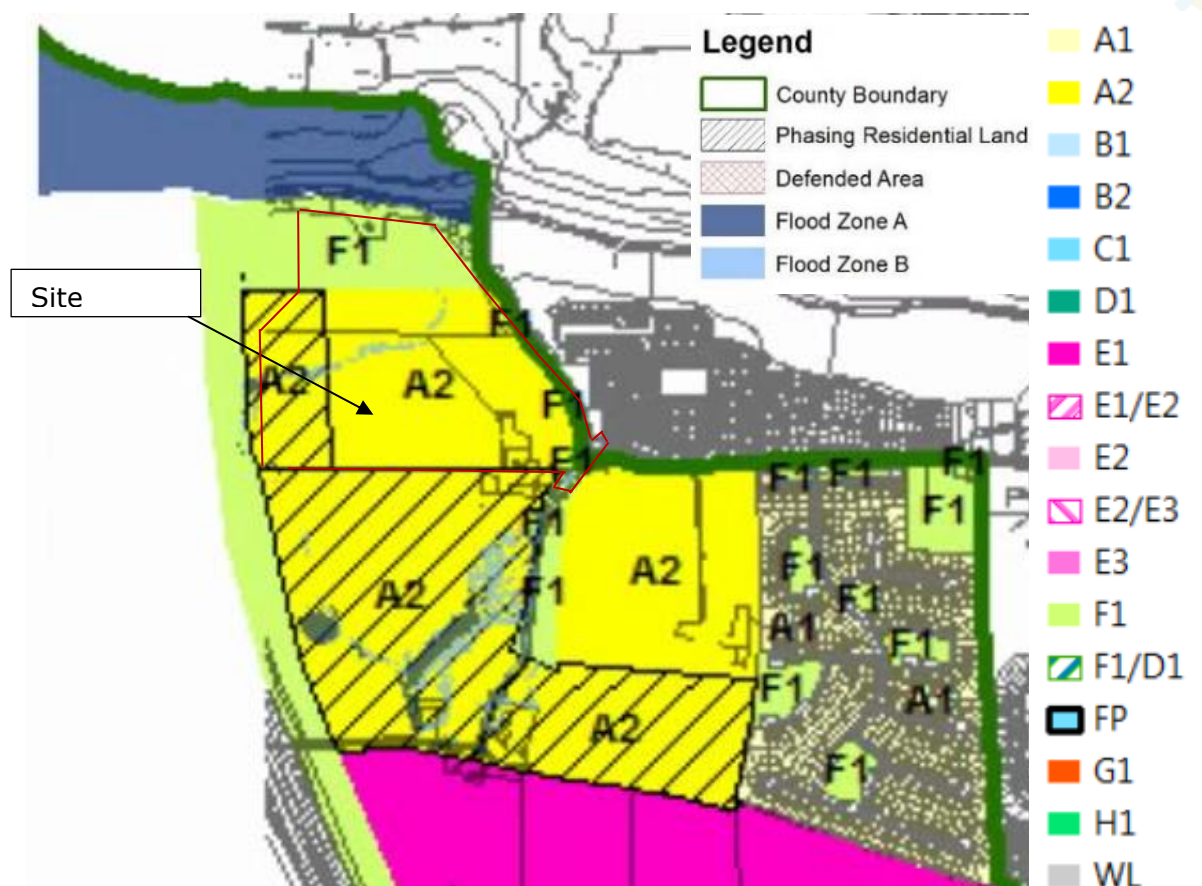 Legend
County Boundary
Phasing Residential Land
Defended Area
Flood Zone A
Flood Zone B
A1
A2
B1
B2
C1
D1
E1
E1/E2
E2
E2/E3
E3
F1
F1/D1
FP
G1
H1
WL
Site
F1
F1
A2
A2
F1
F1
F1
F1
F1
F1
F1
A2
F1
A2
F1
F1
A1
F1
F1
A1
A2
F1